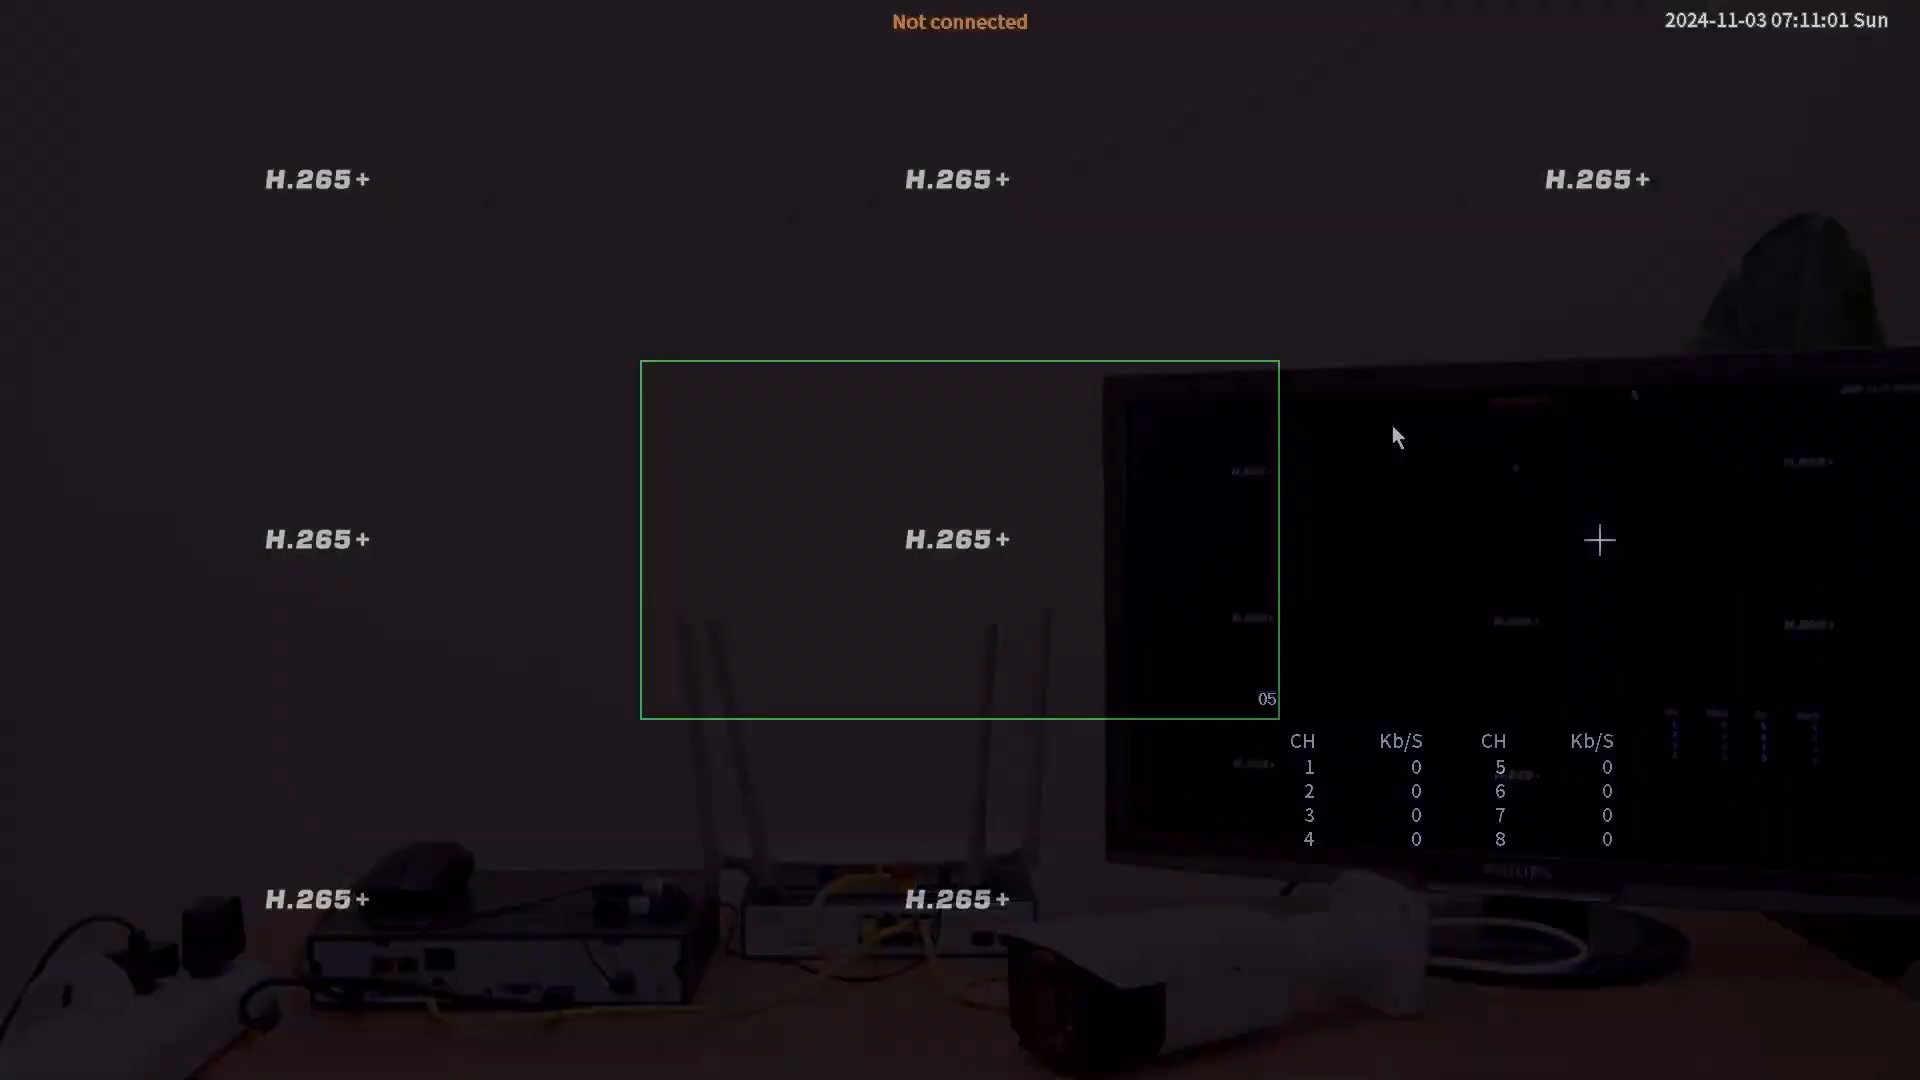 Not connected
2024-11-03 07:11:01 Sun
H.265+ H.265+ H.265+
H.265+ H.265+
05
CH Kb/S CH Kb/S
1 0 5 0
2 0 6 0
3 0 7 0
4 0 8 0
H.265+ H.265+
PHILIPS